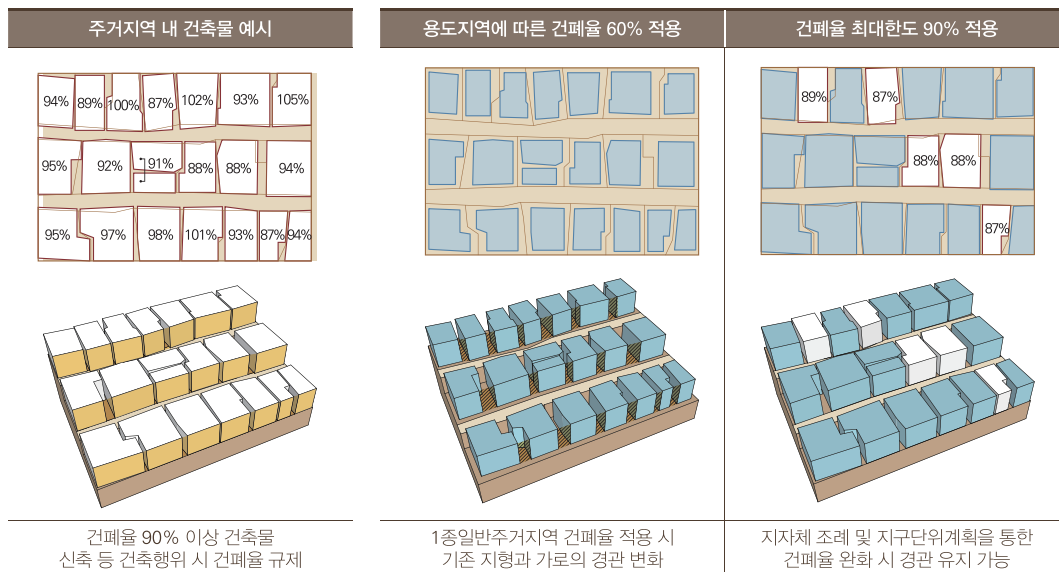 주거지역 내 건축물 예시
용도지역에 따른 건폐율 60% 적용
건폐율 최대한도 90% 적용
94% 89% 100% 87% 102% 93% 105%
95% 92% 91% 88% 88% 94%
95% 97% 98% 101% 93% 87% 94%
89% 87%
88% 88%
87%
건폐율 90% 이상 건축물
신축 등 건축행위 시 건폐율 규제
1종일반주거지역 건폐율 적용 시
기존 지형과 가로의 경관 변화
지자체 조례 및 지구단위계획을 통한
건폐율 완화 시 경관 유지 가능